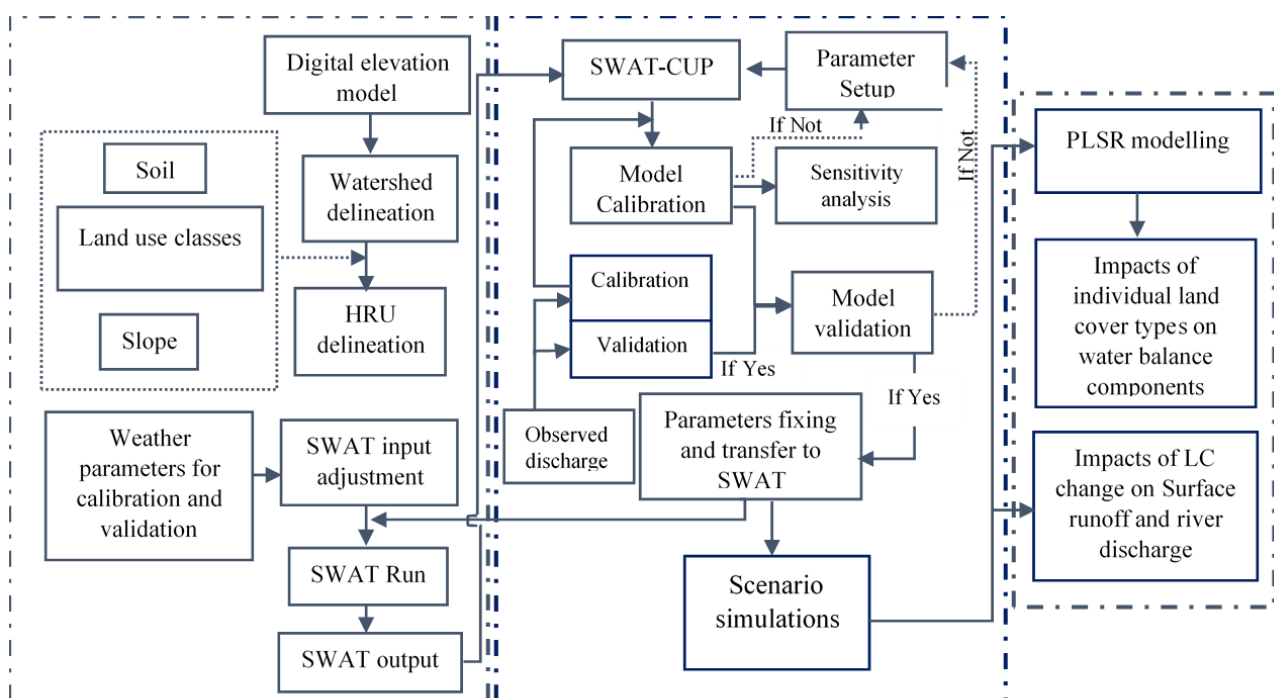 Digital elevation
model
Soil
Land use classes
Slope
Watershed
delineation
HRU
delineation
Weather
parameters for
calibration and
validation
SWAT input
adjustment
SWAT Run
SWAT output
SWAT-CUP
Parameter
Setup
If Not
If Not
Model
Calibration
Sensitivity
analysis
Calibration
Validation
If Yes
Model
validation
If Yes
Observed
discharge
Parameters fixing
and transfer to
SWAT
Scenario
simulations
PLSR modelling
Impacts of
individual land
cover types on
water balance
components
Impacts of LC
change on Surface
runoff and river
discharge